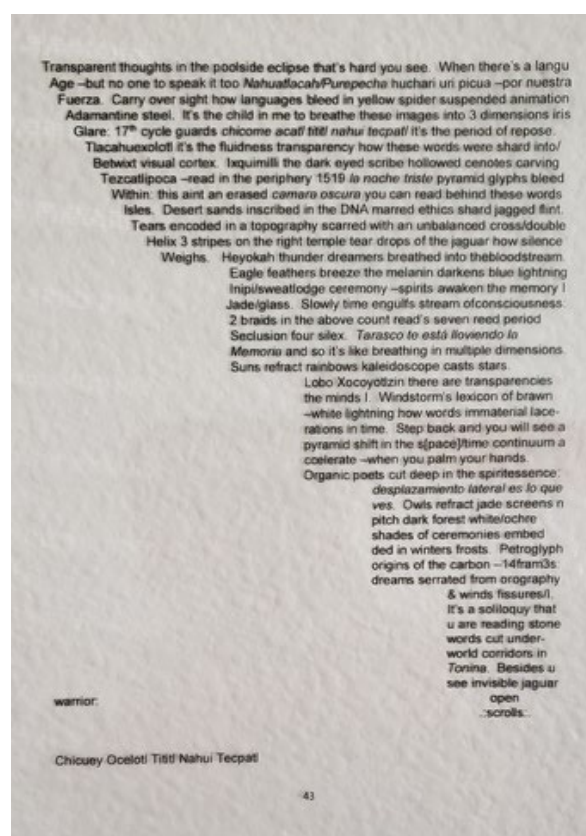 Transparent thoughts in the poolside eclipse that's hard you see. When there's a langu
Age –but no one to speak it too Nahuatlacah/Purepecha huchari uri picua –por nuestra
Fuerza. Carry over sight how languages bleed in yellow spider suspended animation
Adamantine steel. It's the child in me to breathe these images into 3 dimensions iris
Glare: 17th cycle guards chicome acatl tititl nahui tecpatl it's the period of repose.
Tlacahuexolotl it's the fluidness transparency how these words were shard into/
Betwixt visual cortex. Ixquimilli the dark eyed scribe hollowed cenotes carving
Tezcatlipoca –read in the periphery 1519 la noche triste pyramid glyphs bleed
Within: this aint an erased camara oscura you can read behind these words
Isles. Desert sands inscribed in the DNA marred ethics shard jagged flint.
Tears encoded in a topography scarred with an unbalanced cross/double
Helix 3 stripes on the right temple tear drops of the jaguar how silence
Weighs. Heyokah thunder dreamers breathed into thebloodstream.
Eagle feathers breeze the melanin darkens blue lightning
Inipi/sweatlodge ceremony –spirits awaken the memory I
Jade/glass. Slowly time engulfs stream ofconsciousness:
2 braids in the above count read's seven reed period
Seclusion four silex. Tarasco te está lloviendo la
Memoria and so it's like breathing in multiple dimensions.
Suns refract rainbows kaleidoscope casts stars.
Lobo Xocoyotlzin there are transparencies
the minds I. Windstorm's lexicon of brawn
–white lightning how words immaterial lace-
rations in time. Step back and you will see a
pyramid shift in the s[pace]/time continuum a
ccelerate –when you palm your hands.
Organic poets cut deep in the spiritessence:
desplazamiento lateral es lo que
ves. Owls refract jade screens n
pitch dark forest white/ochre
shades of ceremonies embed
ded in winters frosts. Petroglyph
origins of the carbon –14fram3s
dreams serrated from orography
& winds fissures/I.
It's a soliloquy that
u are reading stone
words cut under-
world corridors in
Tonina. Besides u
see invisible jaguar
warrior: open
.:scrolls:.
Chicuey Ocelotl Tititl Nahui Tecpatl
43